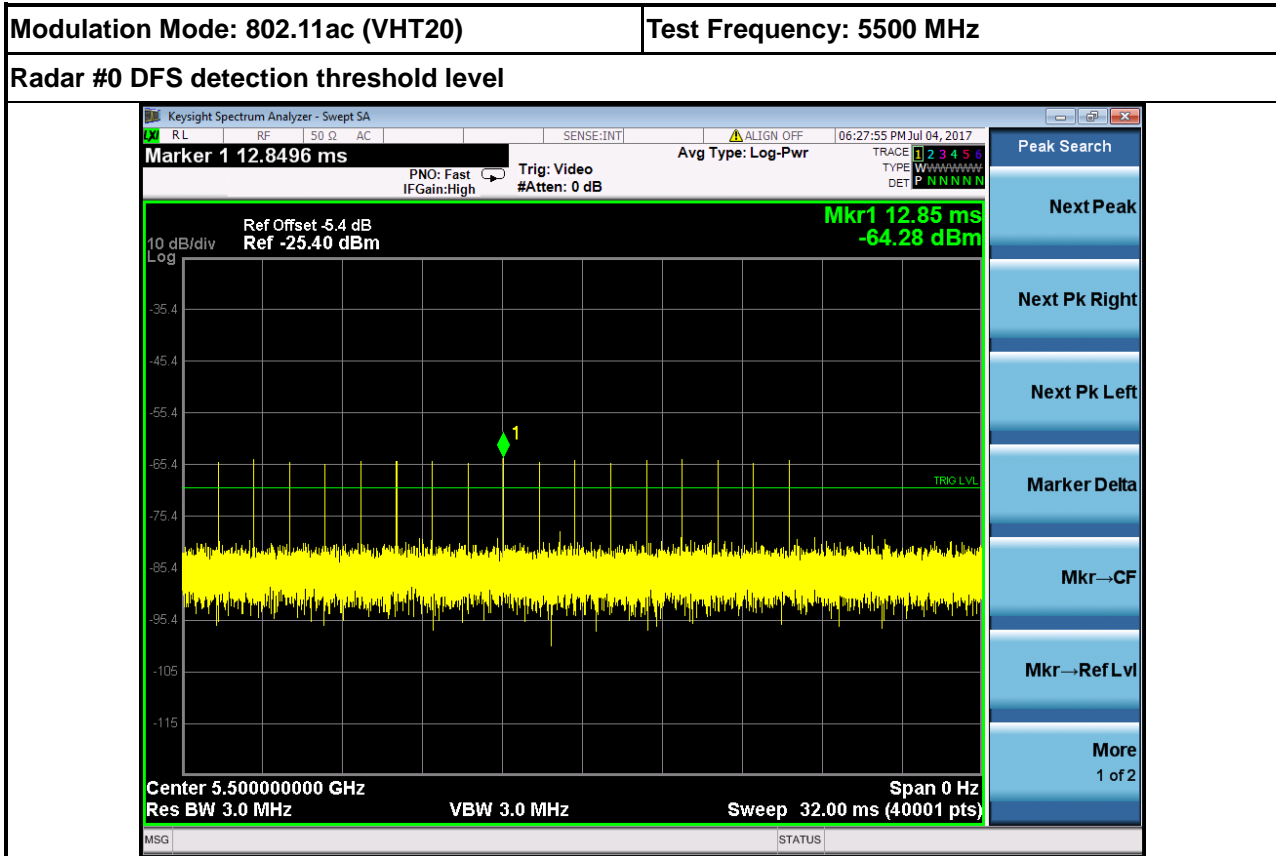 Modulation Mode: 802.11ac (VHT20) Test Frequency: 5500 MHz
Radar #0 DFS detection threshold level
Keysight Spectrum Analyzer - Swept SA
LXI RL RF 50 Ω AC SENSE:INT ALIGN OFF 06:27:55 PM Jul 04, 2017
Marker 1 12.8496 ms
PNO: Fast
IFGain:High
Trig: Video
#Atten: 0 dB
Avg Type: Log-Pwr
TRACE 1 2 3 4 5 6
TYPE WWWWWW
DET P N N N N N
Peak Search
Next Peak
Next Pk Right
Next Pk Left
Marker Delta
Mkr→CF
Mkr→Ref Lvl
More
1 of 2
10 dB/div
Log
Ref Offset -5.4 dB
Ref -25.40 dBm
Mkr1 12.85 ms
-64.28 dBm
-35.4
-45.4
-55.4
1
-65.4
TRIG LVL
-75.4
-85.4
-95.4
-105
-115
Center 5.500000000 GHz Span 0 Hz
Res BW 3.0 MHz VBW 3.0 MHz Sweep 32.00 ms (40001 pts)
MSG STATUS